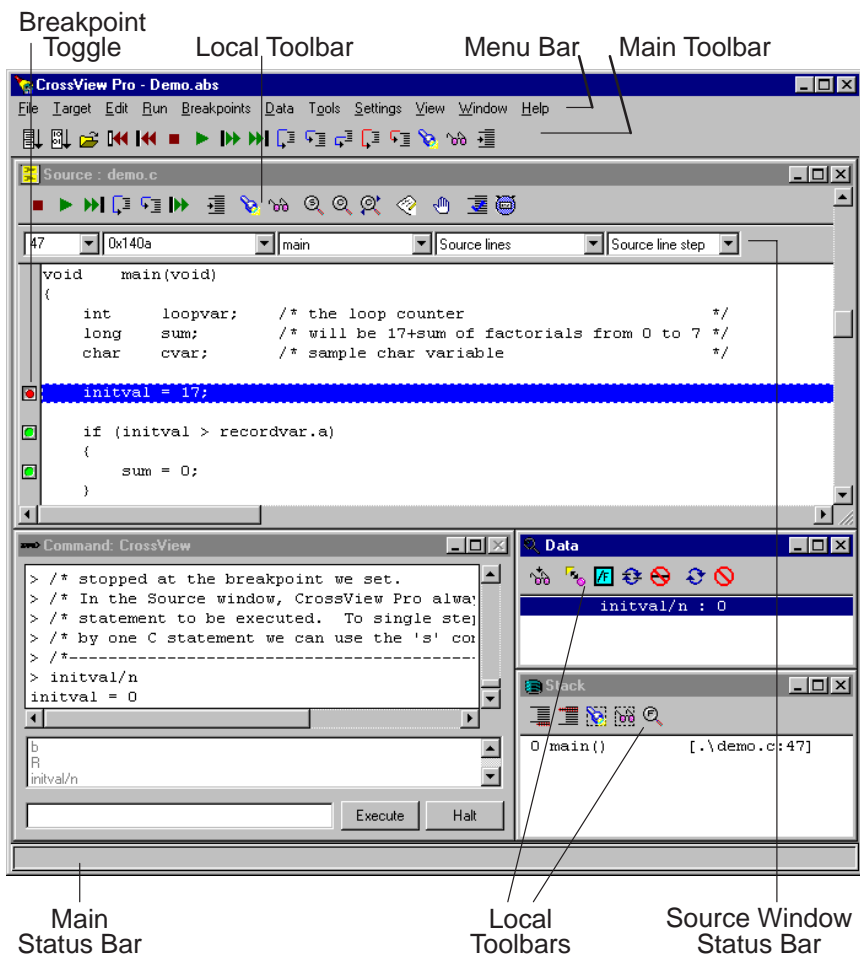 Breakpoint
Toggle
Local Toolbar
Menu Bar
Main Toolbar
CrossView Pro - Demo.abs
File Target Edit Run Breakpoints Data Tools Settings View Window Help
Source : demo.c
47 0x140a main Source lines Source line step
void main(void)
{
int loopvar; /* the loop counter */
long sum; /* will be 17+sum of factorials from 0 to 7 */
char cvar; /* sample char variable */
initval = 17;
if (initval > recordvar.a)
{
sum = 0;
}
Command: CrossView
> /* stopped at the breakpoint we set.
> /* In the Source window, CrossView Pro alway
> /* statement to be executed. To single step
> /* by one C statement we can use the 's' com
> /*--------------------------------------------
> initval/n
initval = 0
b
R
initval/n
Execute
Halt
Data
initval/n : 0
Stack
0 main() [.\demo.c:47]
Main
Status Bar
Local
Toolbars
Source Window
Status Bar